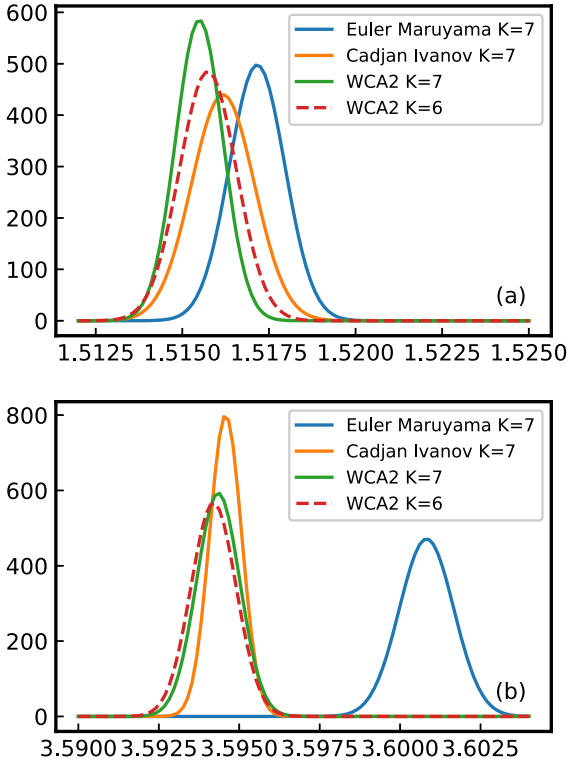 600
500
400
300
200
100
0
Euler Maruyama K=7
Cadjan Ivanov K=7
WCA2 K=7
WCA2 K=6
(a)
1.5125 1.5150 1.5175 1.5200 1.5225 1.5250
800
600
400
200
0
Euler Maruyama K=7
Cadjan Ivanov K=7
WCA2 K=7
WCA2 K=6
(b)
3.5900 3.5925 3.5950 3.5975 3.6000 3.6025